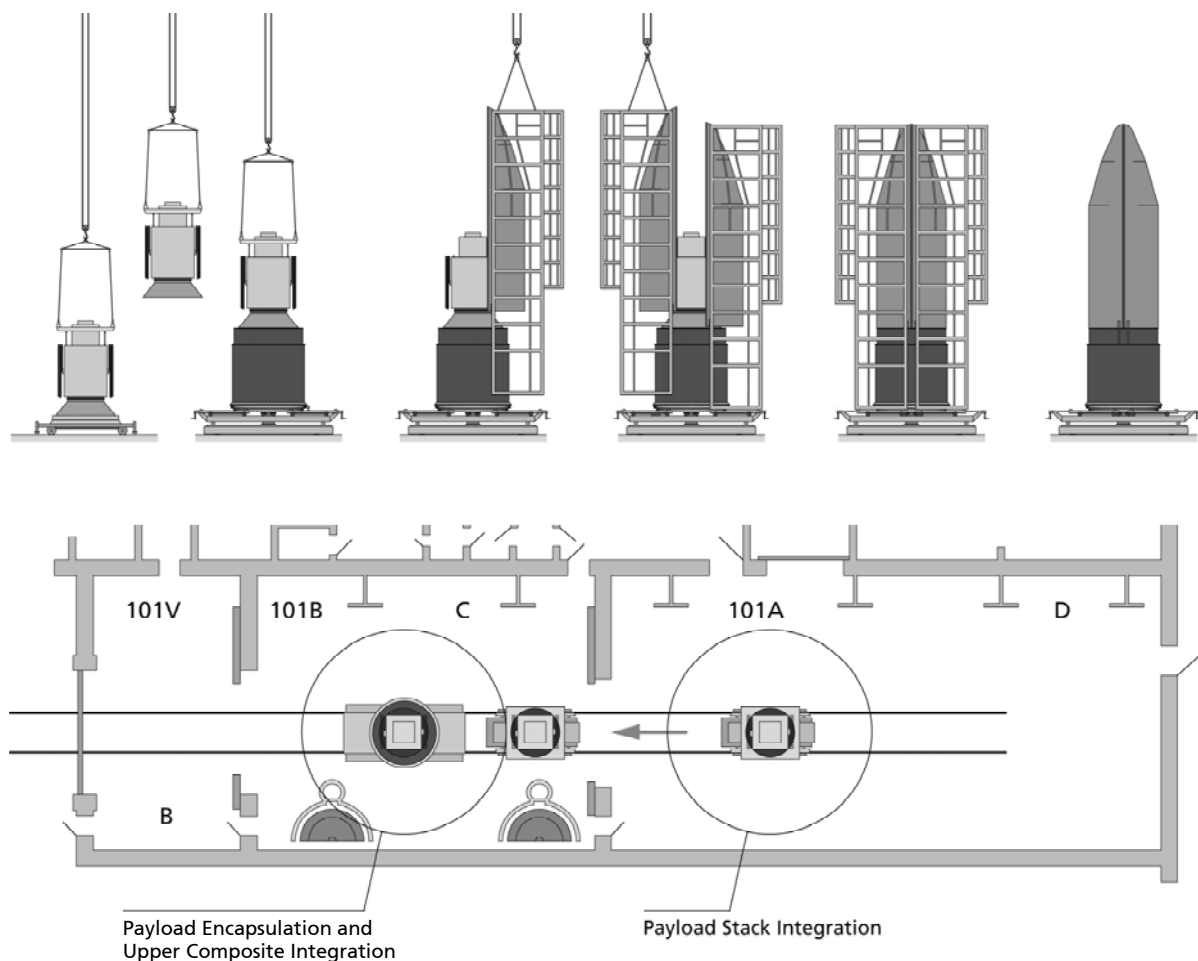 101V
101B
C
101A
D
B
Payload Encapsulation and
Upper Composite Integration
Payload Stack Integration